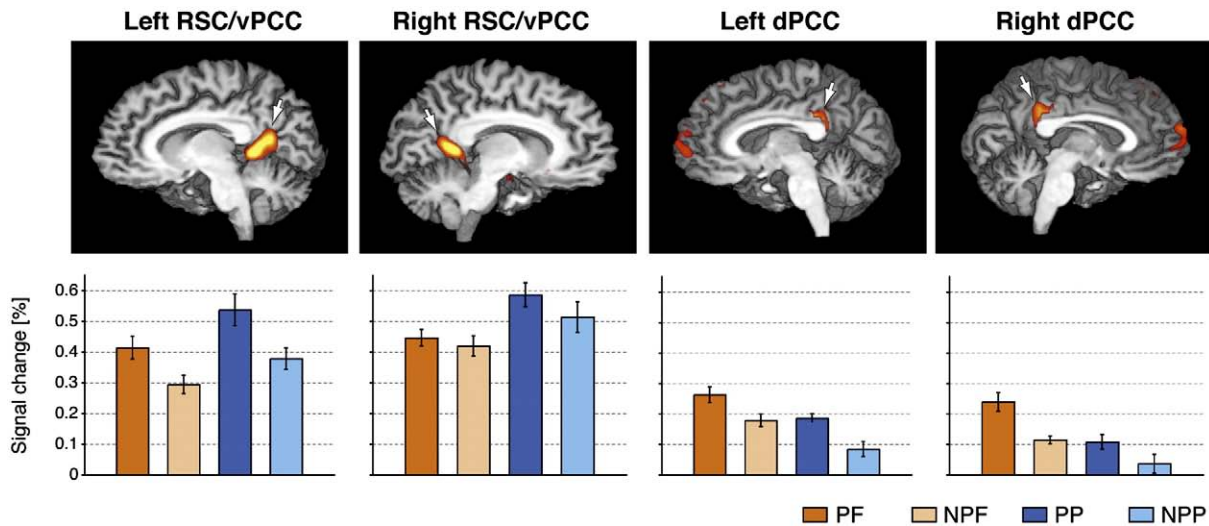 Left RSC/vPCC Right RSC/vPCC Left dPCC Right dPCC
Signal change [%]
0.6
0.5
0.4
0.3
0.2
0.1
0
PF NPF PP NPP